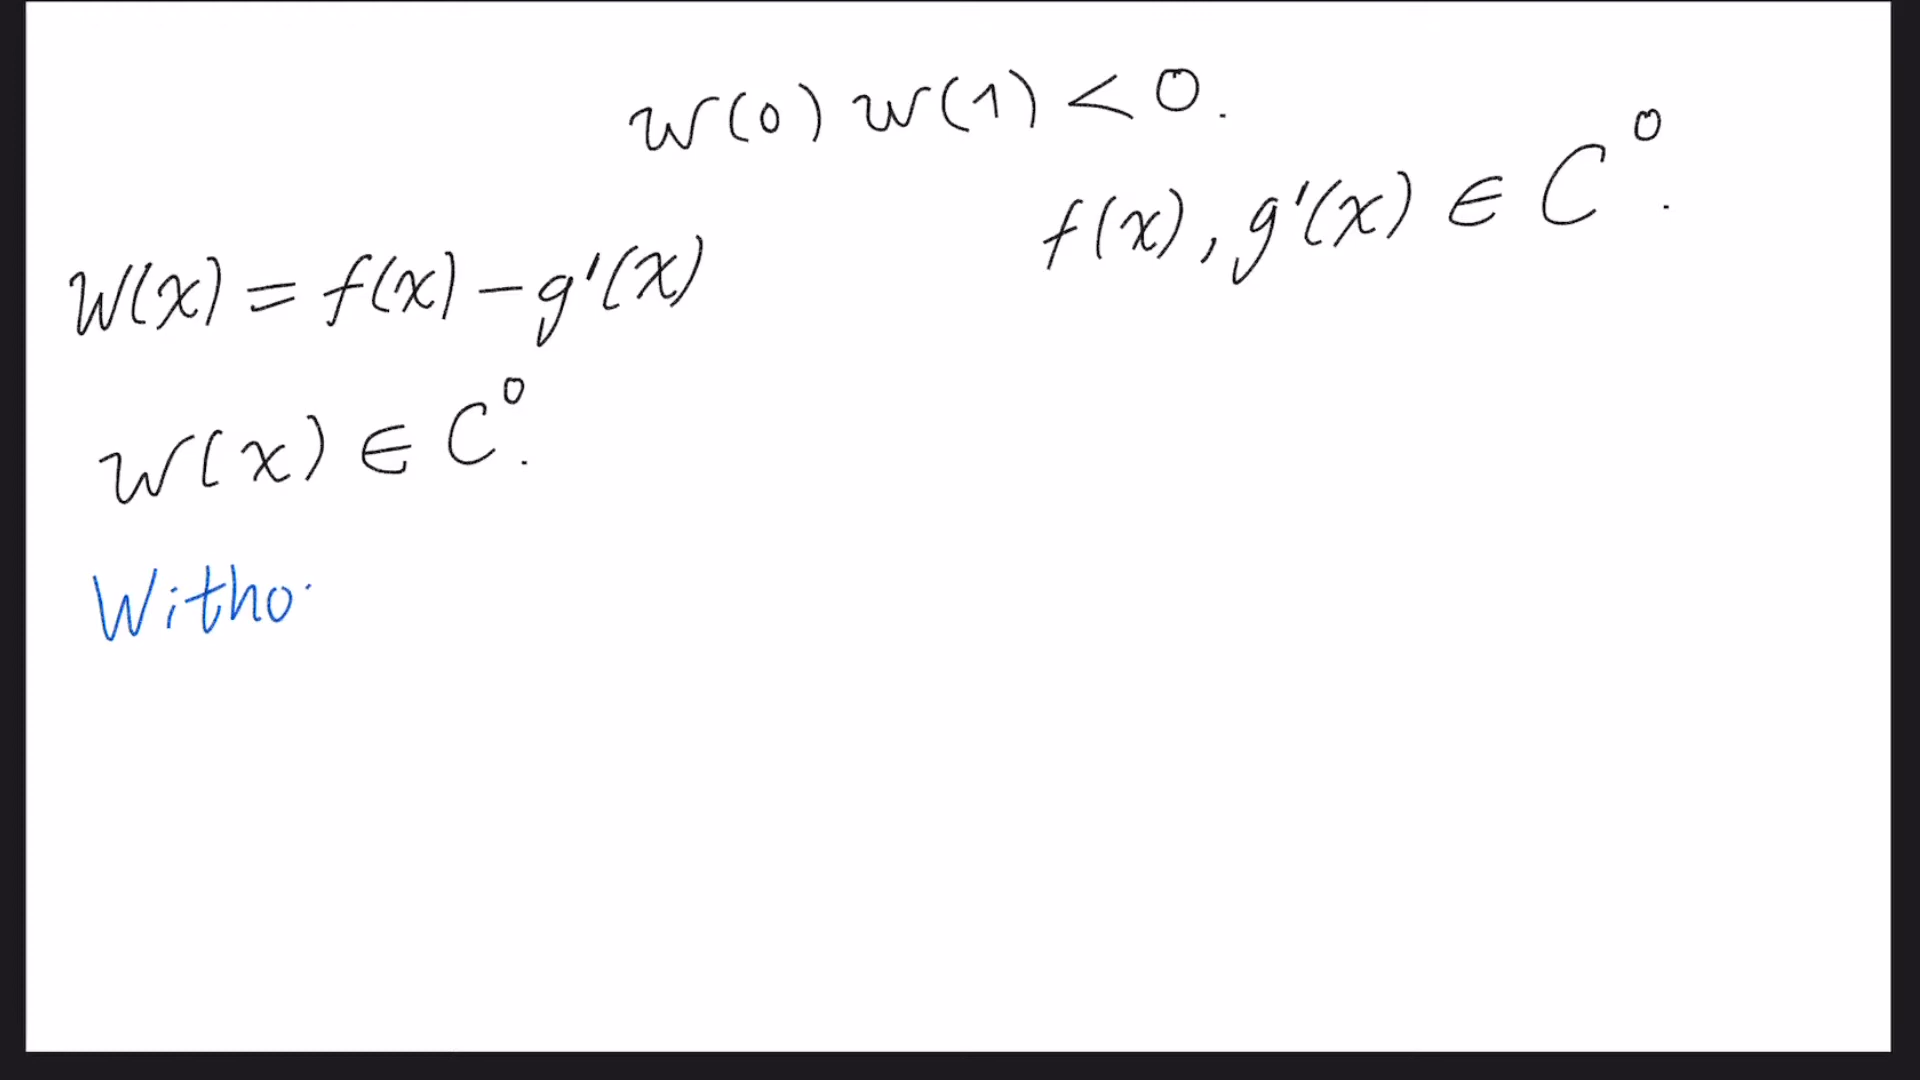 w(0) w(1) < 0.
f(x), g'(x) ∈ C⁰.
w(x) = f(x) - g'(x)
w(x) ∈ C⁰.
Witho